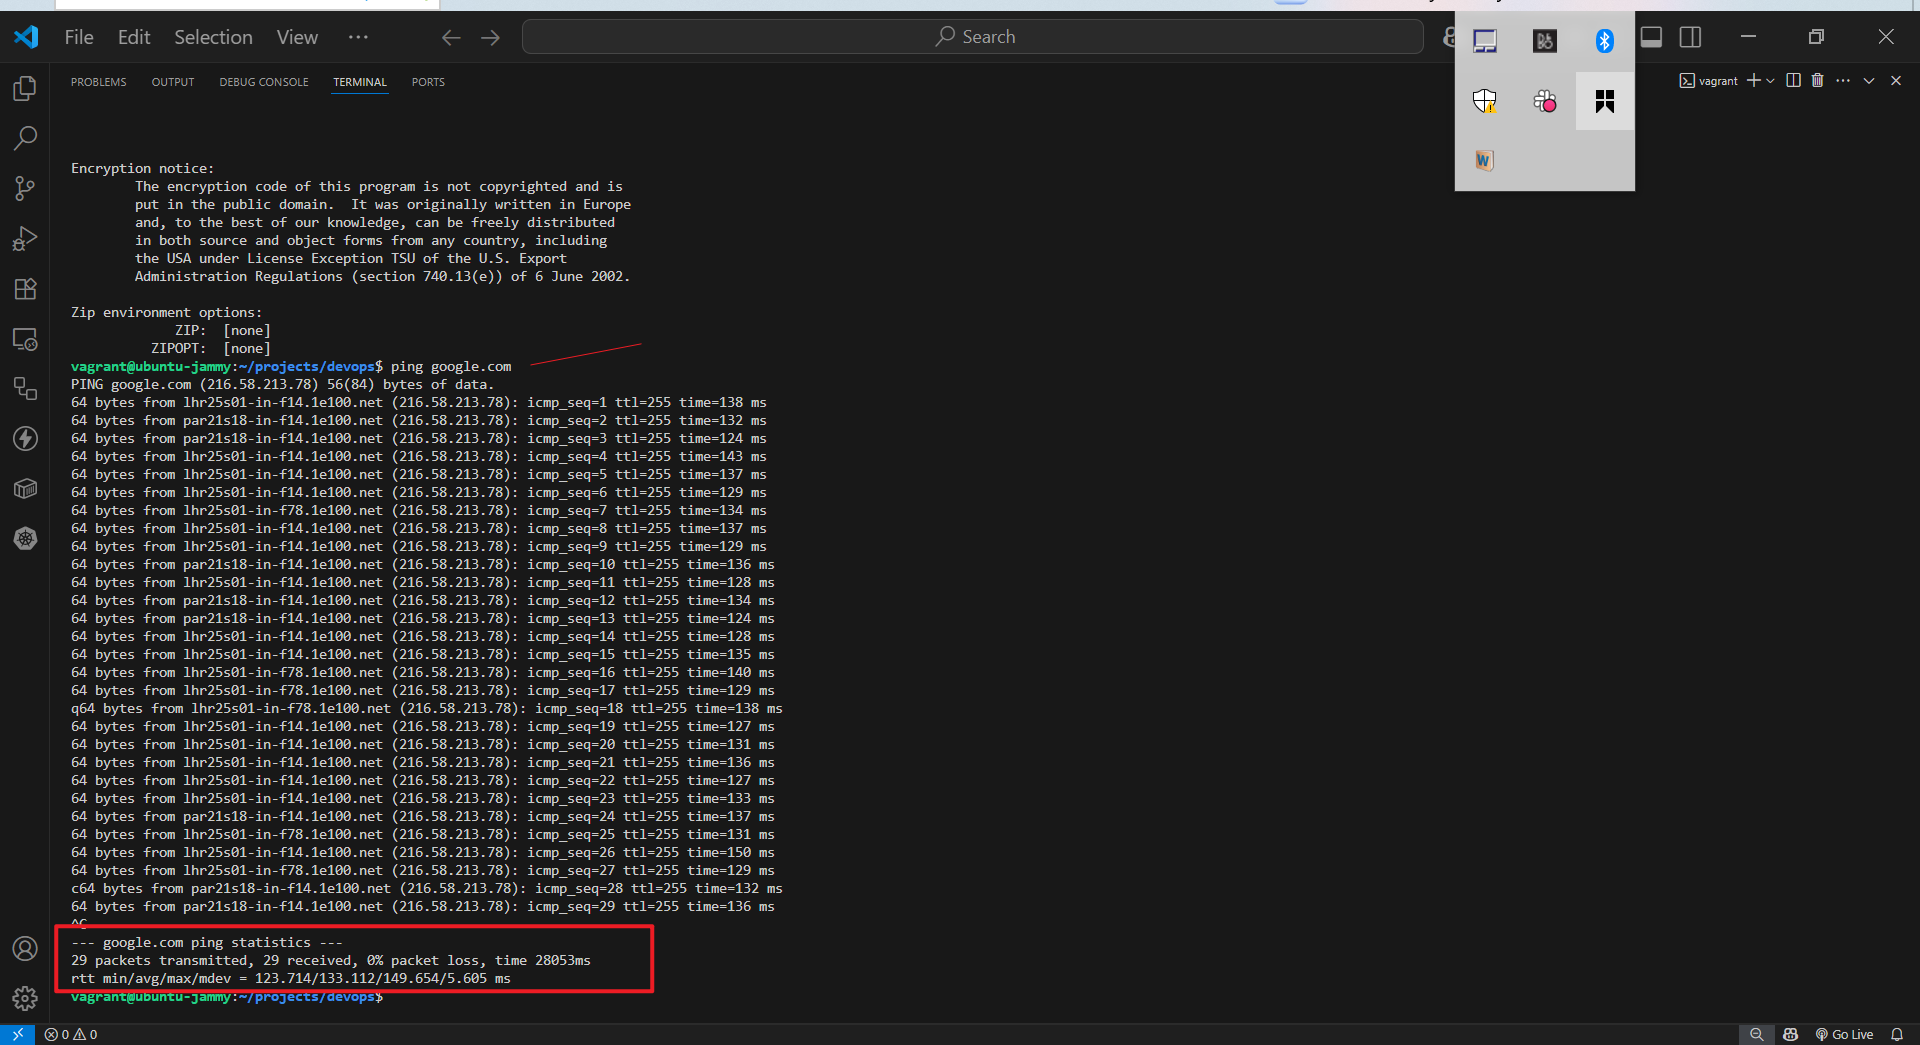 File Edit Selection View ··· Search
PROBLEMS OUTPUT DEBUG CONSOLE TERMINAL PORTS vagrant
Encryption notice:
The encryption code of this program is not copyrighted and is
put in the public domain. It was originally written in Europe
and, to the best of our knowledge, can be freely distributed
in both source and object forms from any country, including
the USA under License Exception TSU of the U.S. Export
Administration Regulations (section 740.13(e)) of 6 June 2002.
Zip environment options:
ZIP: [none]
ZIPOPT: [none]
vagrant@ubuntu-jammy:~/projects/devops$ ping google.com
PING google.com (216.58.213.78) 56(84) bytes of data.
64 bytes from lhr25s01-in-f14.1e100.net (216.58.213.78): icmp_seq=1 ttl=255 time=138 ms
64 bytes from par21s18-in-f14.1e100.net (216.58.213.78): icmp_seq=2 ttl=255 time=132 ms
64 bytes from par21s18-in-f14.1e100.net (216.58.213.78): icmp_seq=3 ttl=255 time=124 ms
64 bytes from lhr25s01-in-f14.1e100.net (216.58.213.78): icmp_seq=4 ttl=255 time=143 ms
64 bytes from lhr25s01-in-f14.1e100.net (216.58.213.78): icmp_seq=5 ttl=255 time=137 ms
64 bytes from lhr25s01-in-f14.1e100.net (216.58.213.78): icmp_seq=6 ttl=255 time=129 ms
64 bytes from lhr25s01-in-f78.1e100.net (216.58.213.78): icmp_seq=7 ttl=255 time=134 ms
64 bytes from lhr25s01-in-f14.1e100.net (216.58.213.78): icmp_seq=8 ttl=255 time=137 ms
64 bytes from lhr25s01-in-f14.1e100.net (216.58.213.78): icmp_seq=9 ttl=255 time=129 ms
64 bytes from par21s18-in-f14.1e100.net (216.58.213.78): icmp_seq=10 ttl=255 time=136 ms
64 bytes from lhr25s01-in-f14.1e100.net (216.58.213.78): icmp_seq=11 ttl=255 time=128 ms
64 bytes from par21s18-in-f14.1e100.net (216.58.213.78): icmp_seq=12 ttl=255 time=134 ms
64 bytes from par21s18-in-f14.1e100.net (216.58.213.78): icmp_seq=13 ttl=255 time=124 ms
64 bytes from lhr25s01-in-f14.1e100.net (216.58.213.78): icmp_seq=14 ttl=255 time=128 ms
64 bytes from lhr25s01-in-f78.1e100.net (216.58.213.78): icmp_seq=15 ttl=255 time=135 ms
64 bytes from lhr25s01-in-f78.1e100.net (216.58.213.78): icmp_seq=16 ttl=255 time=140 ms
64 bytes from lhr25s01-in-f78.1e100.net (216.58.213.78): icmp_seq=17 ttl=255 time=129 ms
q64 bytes from lhr25s01-in-f78.1e100.net (216.58.213.78): icmp_seq=18 ttl=255 time=138 ms
64 bytes from lhr25s01-in-f14.1e100.net (216.58.213.78): icmp_seq=19 ttl=255 time=127 ms
64 bytes from lhr25s01-in-f14.1e100.net (216.58.213.78): icmp_seq=20 ttl=255 time=131 ms
64 bytes from lhr25s01-in-f14.1e100.net (216.58.213.78): icmp_seq=21 ttl=255 time=136 ms
64 bytes from lhr25s01-in-f14.1e100.net (216.58.213.78): icmp_seq=22 ttl=255 time=127 ms
64 bytes from lhr25s01-in-f14.1e100.net (216.58.213.78): icmp_seq=23 ttl=255 time=133 ms
64 bytes from par21s18-in-f14.1e100.net (216.58.213.78): icmp_seq=24 ttl=255 time=137 ms
64 bytes from lhr25s01-in-f78.1e100.net (216.58.213.78): icmp_seq=25 ttl=255 time=131 ms
64 bytes from lhr25s01-in-f14.1e100.net (216.58.213.78): icmp_seq=26 ttl=255 time=150 ms
64 bytes from lhr25s01-in-f78.1e100.net (216.58.213.78): icmp_seq=27 ttl=255 time=129 ms
c64 bytes from par21s18-in-f14.1e100.net (216.58.213.78): icmp_seq=28 ttl=255 time=132 ms
64 bytes from par21s18-in-f14.1e100.net (216.58.213.78): icmp_seq=29 ttl=255 time=136 ms
^C
--- google.com ping statistics ---
29 packets transmitted, 29 received, 0% packet loss, time 28053ms
rtt min/avg/max/mdev = 123.714/133.112/149.654/5.605 ms
vagrant@ubuntu-jammy:~/projects/devops$
0 0 Go Live